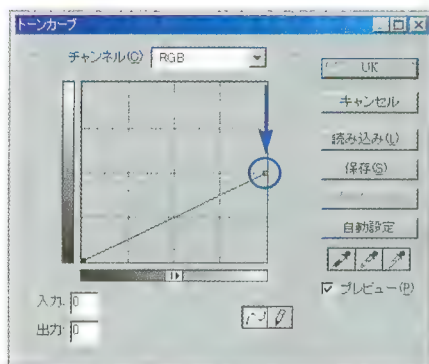 トーンカーブ
チャンネル(C) RGB
OK
キャンセル
読み込み(L)
保存(S)
自動設定
プレビュー(P)
入力: 0
出力: 0